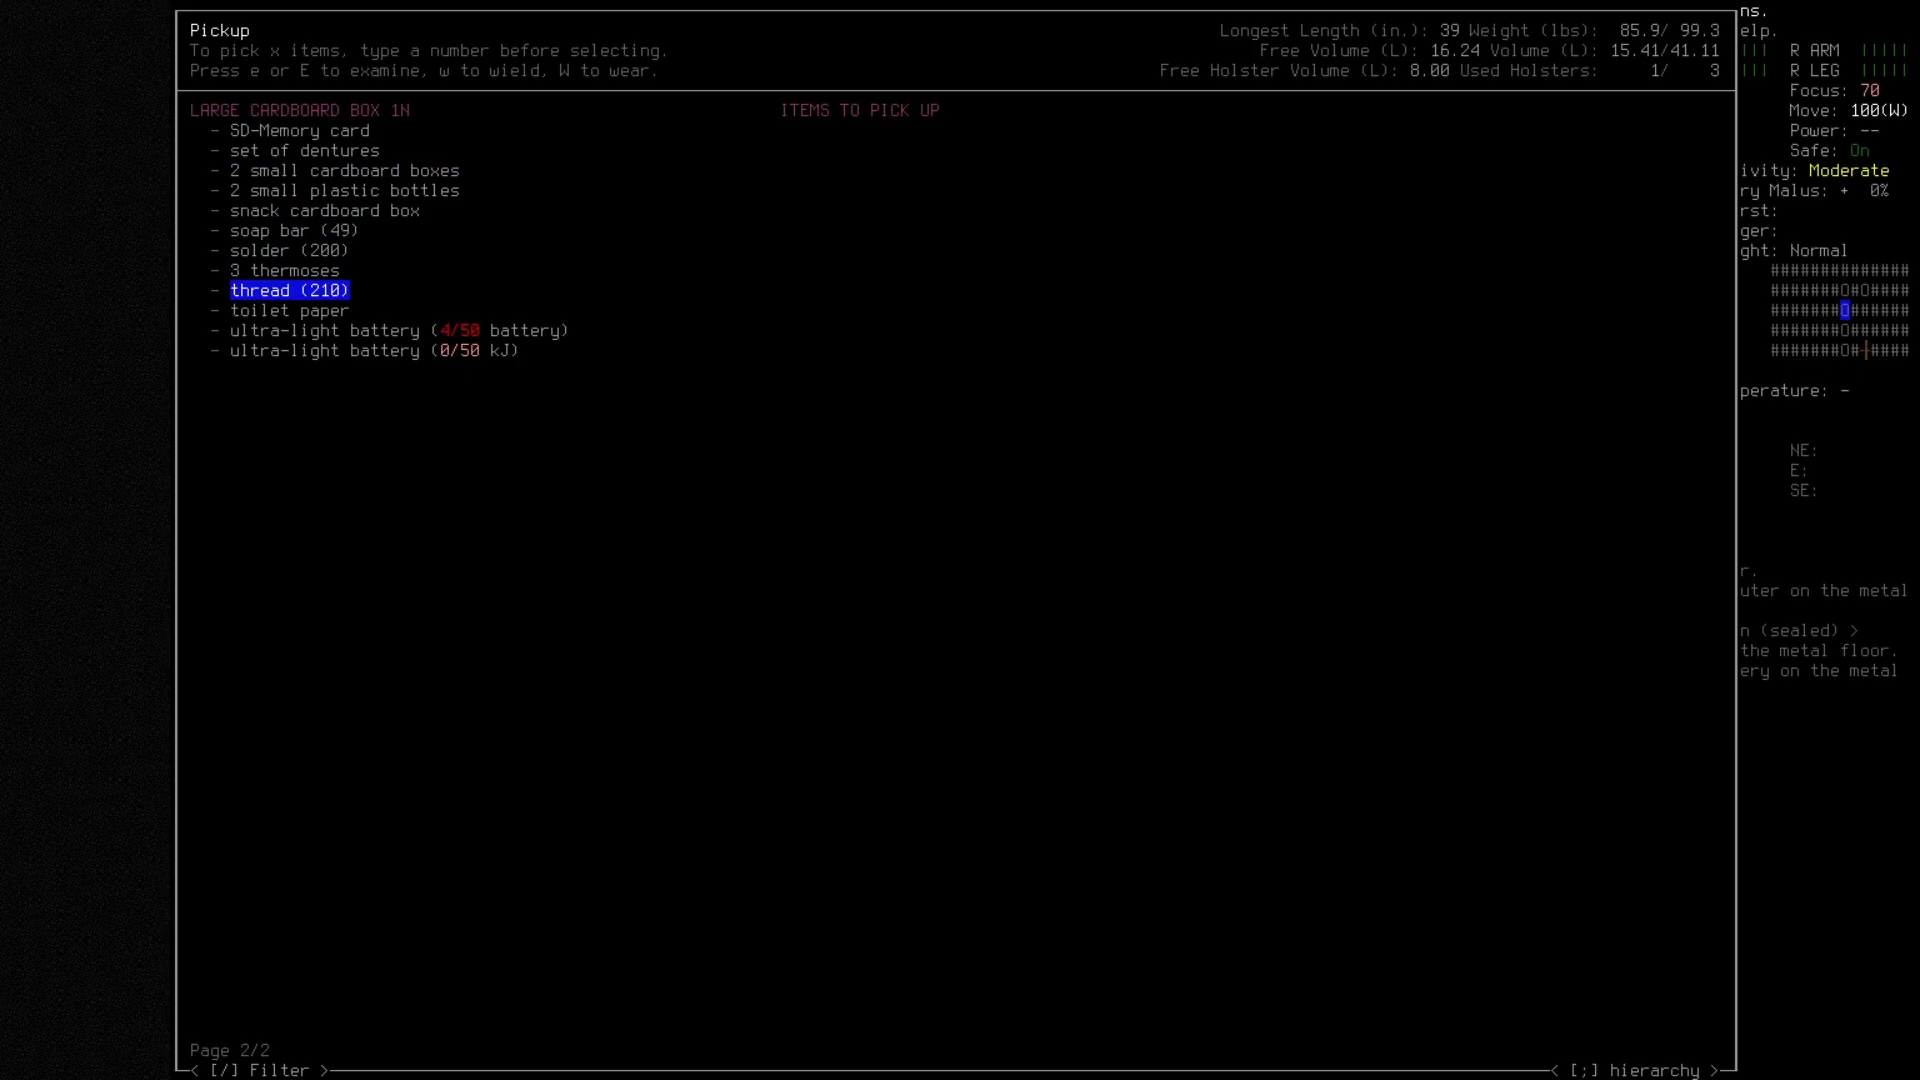 Pickup
To pick x items, type a number before selecting.
Press e or E to examine, w to wield, W to wear.
Longest Length (in.): 39 Weight (lbs): 85.9/ 99.3
Free Volume (L): 16.24 Volume (L): 15.41/41.11
Free Holster Volume (L): 8.00 Used Holsters: 1/ 3
LARGE CARDBOARD BOX 1N
ITEMS TO PICK UP
- SD-Memory card
- set of dentures
- 2 small cardboard boxes
- 2 small plastic bottles
- snack cardboard box
- soap bar (49)
- solder (200)
- 3 thermoses
- thread (210)
- toilet paper
- ultra-light battery (4/50 battery)
- ultra-light battery (0/50 kJ)
Page 2/2
< [/] Filter >
< [;] hierarchy >
ns.
elp.
||| R ARM |||||
||| R LEG |||||
Focus: 70
Move: 100(W)
Power: --
Safe: On
ivity: Moderate
ry Malus: + 0%
rst:
ger:
ght: Normal
##############
#######O#O####
#######O######
#######O######
#######O#┼####
perature: -
NE:
E:
SE:
r.
uter on the metal
n (sealed) >
the metal floor.
ery on the metal